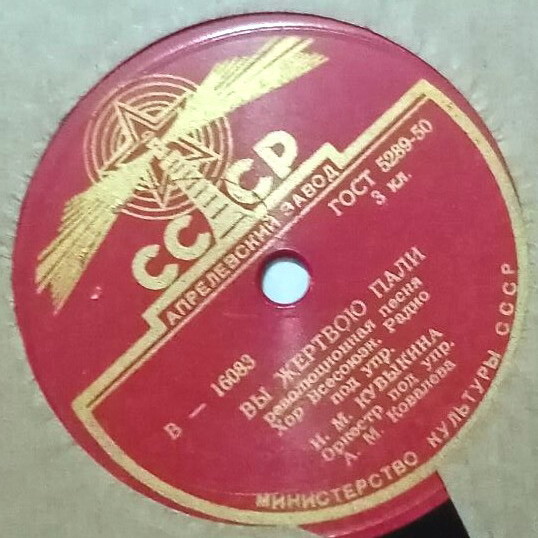 СССР
АПРЕЛЕВСКИЙ ЗАВОД
ГОСТ 5289-50
3 кл.
В — 16083
ВЫ ЖЕРТВОЮ ПАЛИ
революционная песня
Хор Всесоюзн. Радио
под упр.
И. М. КУВЫКИНА
Оркестр под упр.
А. М. Ковалева
МИНИСТЕРСТВО КУЛЬТУРЫ СССР